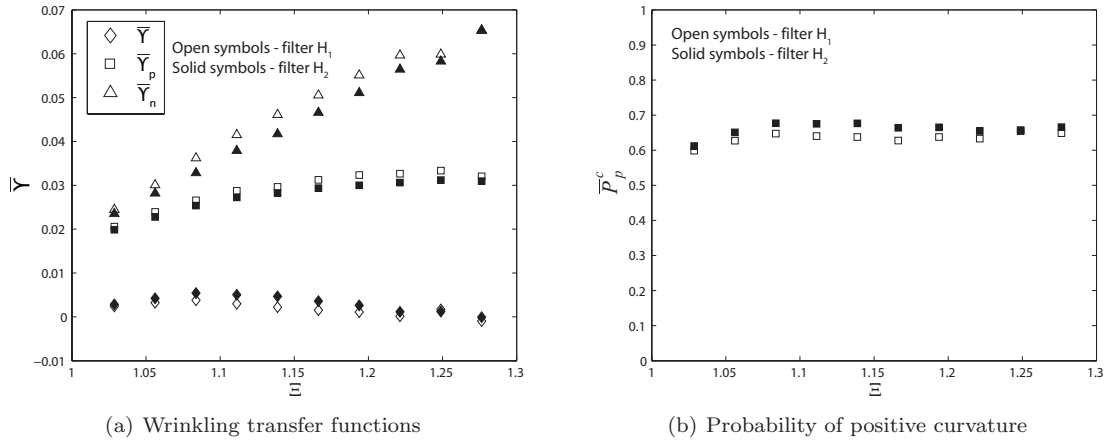 0.07
0.06
0.05
0.04
0.03
0.02
0.01
0
−0.01
1
1.05
1.1
1.15
1.2
1.25
1.3
ϒ̅
Ξ
ϒ̅
ϒ̅p
ϒ̅n
Open symbols - filter H1
Solid symbols - filter H2
(a) Wrinkling transfer functions
1
0.9
0.8
0.7
0.6
0.5
0.4
0.3
0.2
0.1
0
1
1.05
1.1
1.15
1.2
1.25
1.3
P̅pc
Ξ
Open symbols - filter H1
Solid symbols - filter H2
(b) Probability of positive curvature